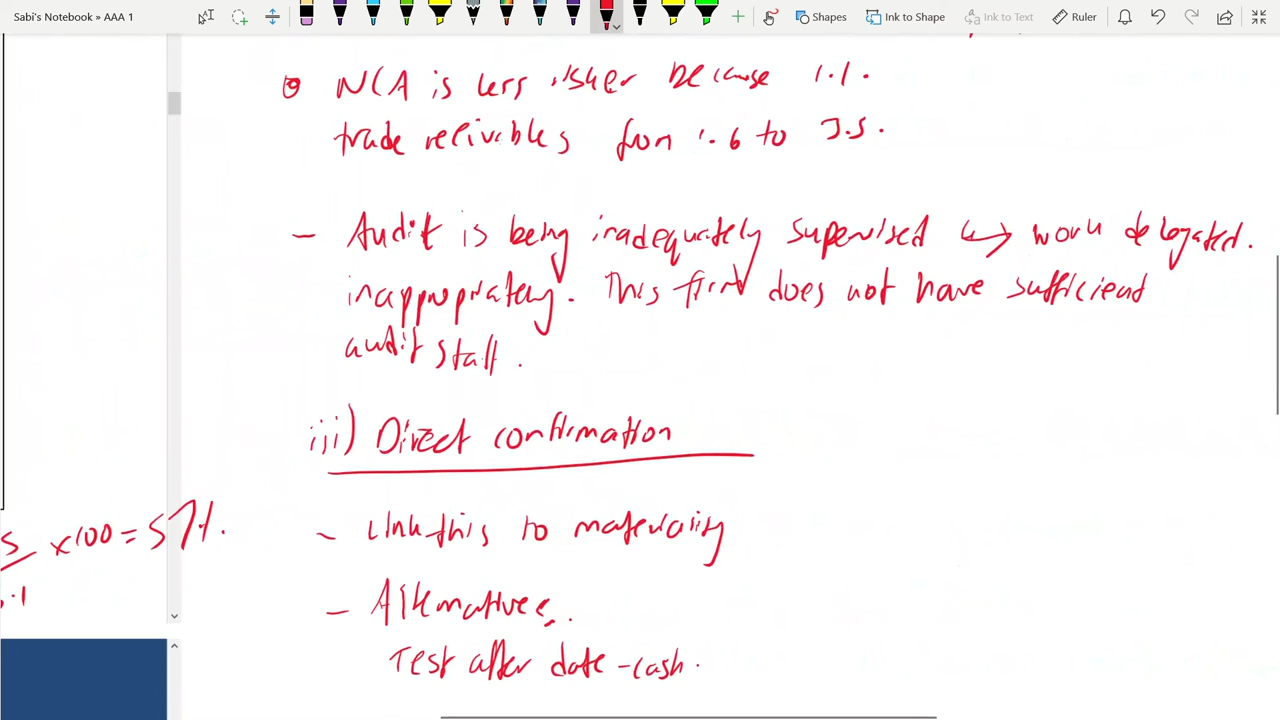 Sabi's Notebook » AAA 1
Shapes
Ink to Shape
Ink to Text
Ruler
NCA is less risker because 1.1.
trade receivables from 1.6 to 3.5.
– Audit is being inadequately supervised ↔ work delegated.
inappropriately. This firm does not have sufficient
audit staff.
iii) Direct confirmation
x100 = 57%.
– Link this to materiality
– Alternatives.
Test after date -cash.